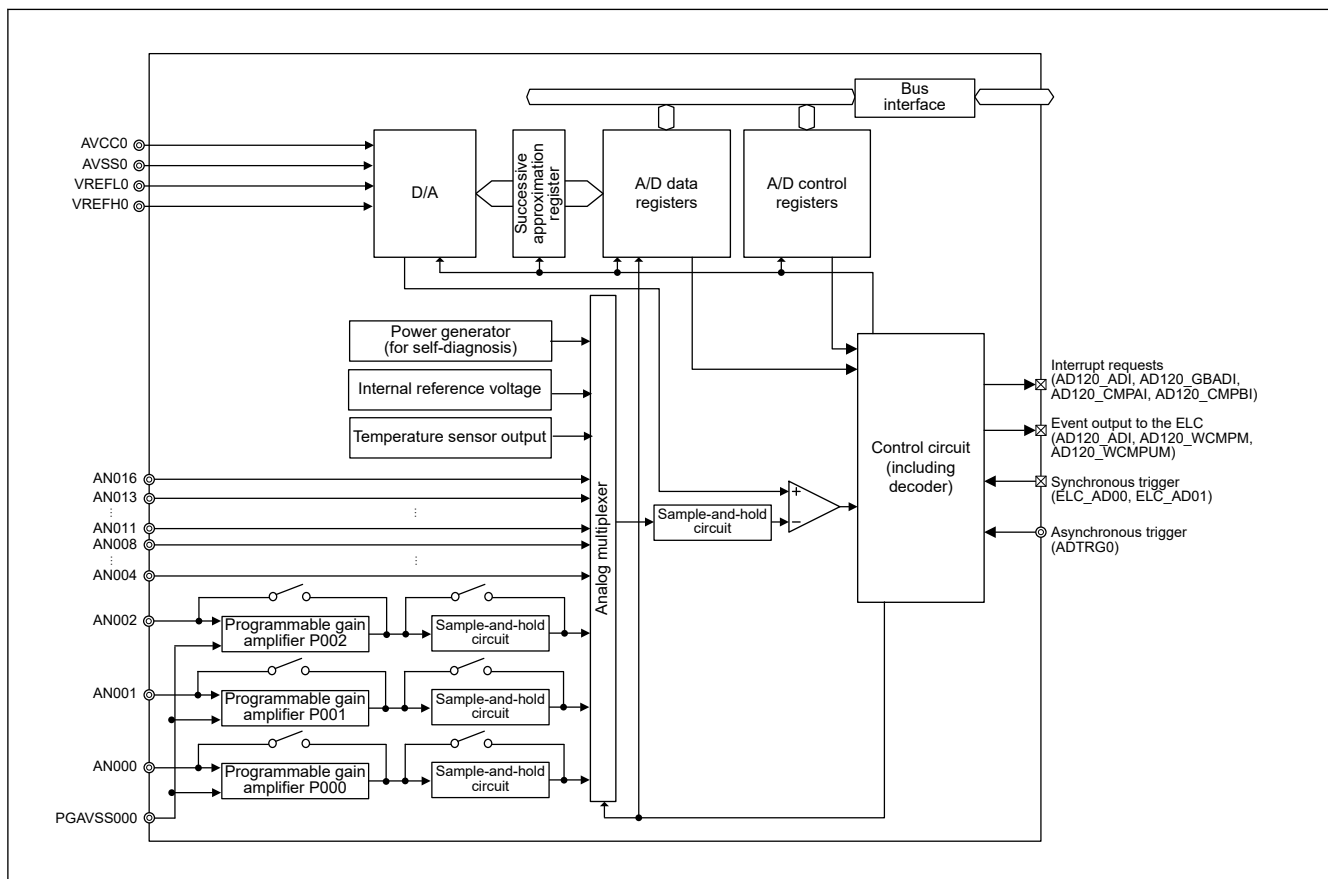 Bus
interface
AVCC0
AVSS0
VREFL0
VREFH0
D/A
Successive
approximation
register
A/D data
registers
A/D control
registers
Power generator
(for self-diagnosis)
Internal reference voltage
Temperature sensor output
Analog multiplexer
Sample-and-hold
circuit
+
−
Control circuit
(including
decoder)
Interrupt requests
(AD120_ADI, AD120_GBADI,
AD120_CMPAI, AD120_CMPBI)
Event output to the ELC
(AD120_ADI, AD120_WCMPM,
AD120_WCMPUM)
Synchronous trigger
(ELC_AD00, ELC_AD01)
Asynchronous trigger
(ADTRG0)
AN016
AN013
AN011
AN008
AN004
AN002
Programmable gain
amplifier P002
Sample-and-hold
circuit
AN001
Programmable gain
amplifier P001
Sample-and-hold
circuit
AN000
Programmable gain
amplifier P000
Sample-and-hold
circuit
PGAVSS000